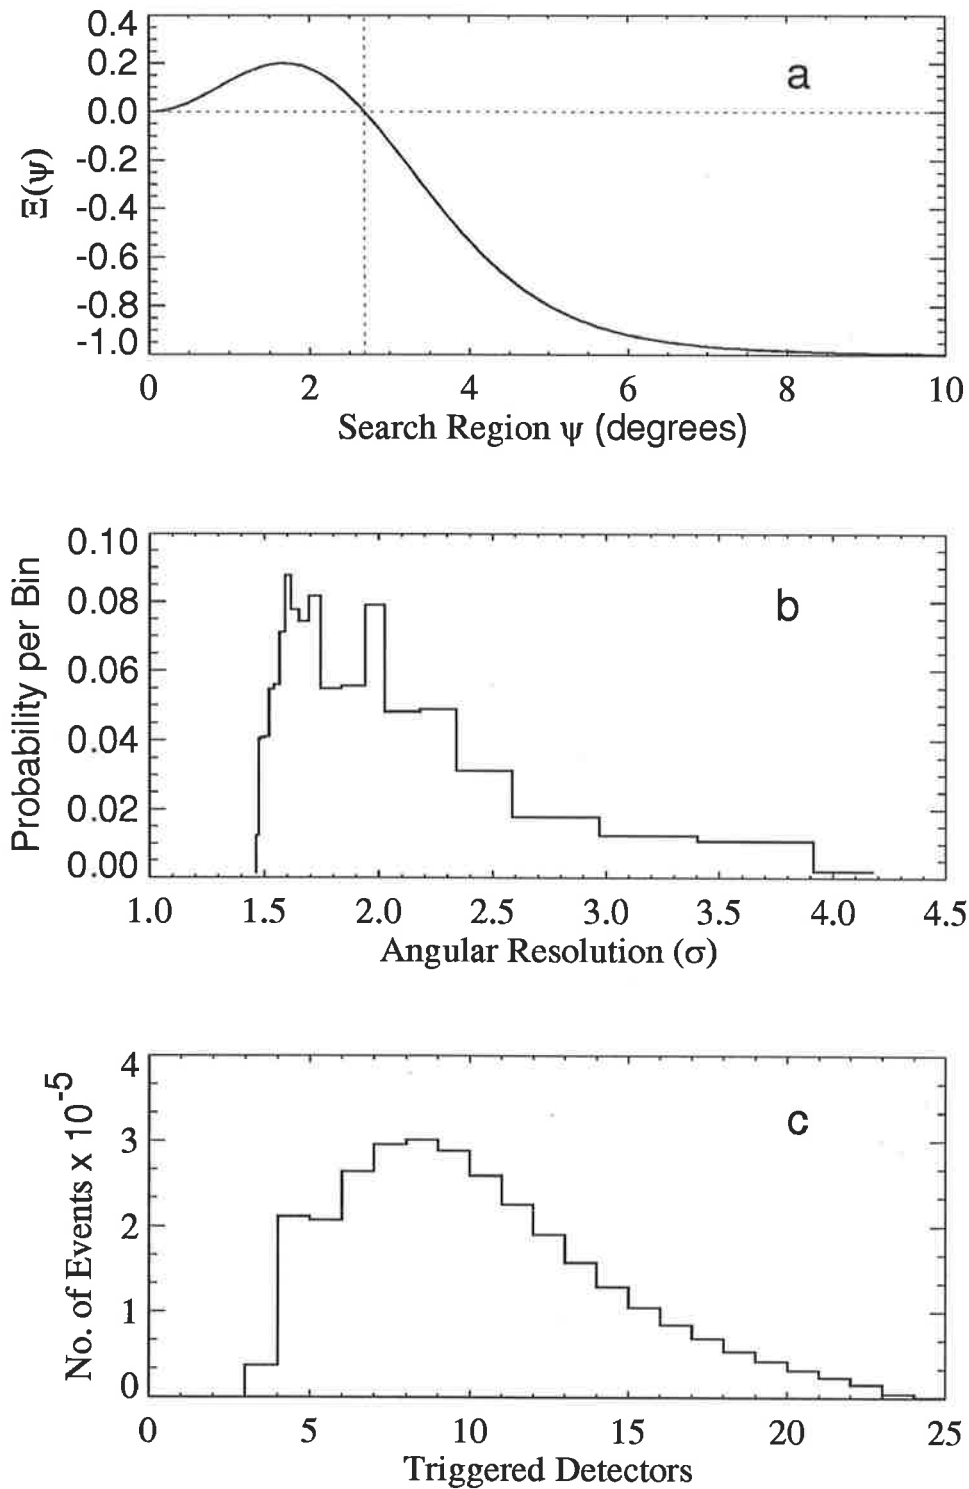 0.4
0.2
0.0
-0.2
-0.4
-0.6
-0.8
-1.0
Ξ(ψ)
a
0 2 4 6 8 10
Search Region ψ (degrees)
0.10
0.08
0.06
0.04
0.02
0.00
Probability per Bin
b
1.0 1.5 2.0 2.5 3.0 3.5 4.0 4.5
Angular Resolution (σ)
4
3
2
1
0
No. of Events x 10⁻⁵
c
0 5 10 15 20 25
Triggered Detectors